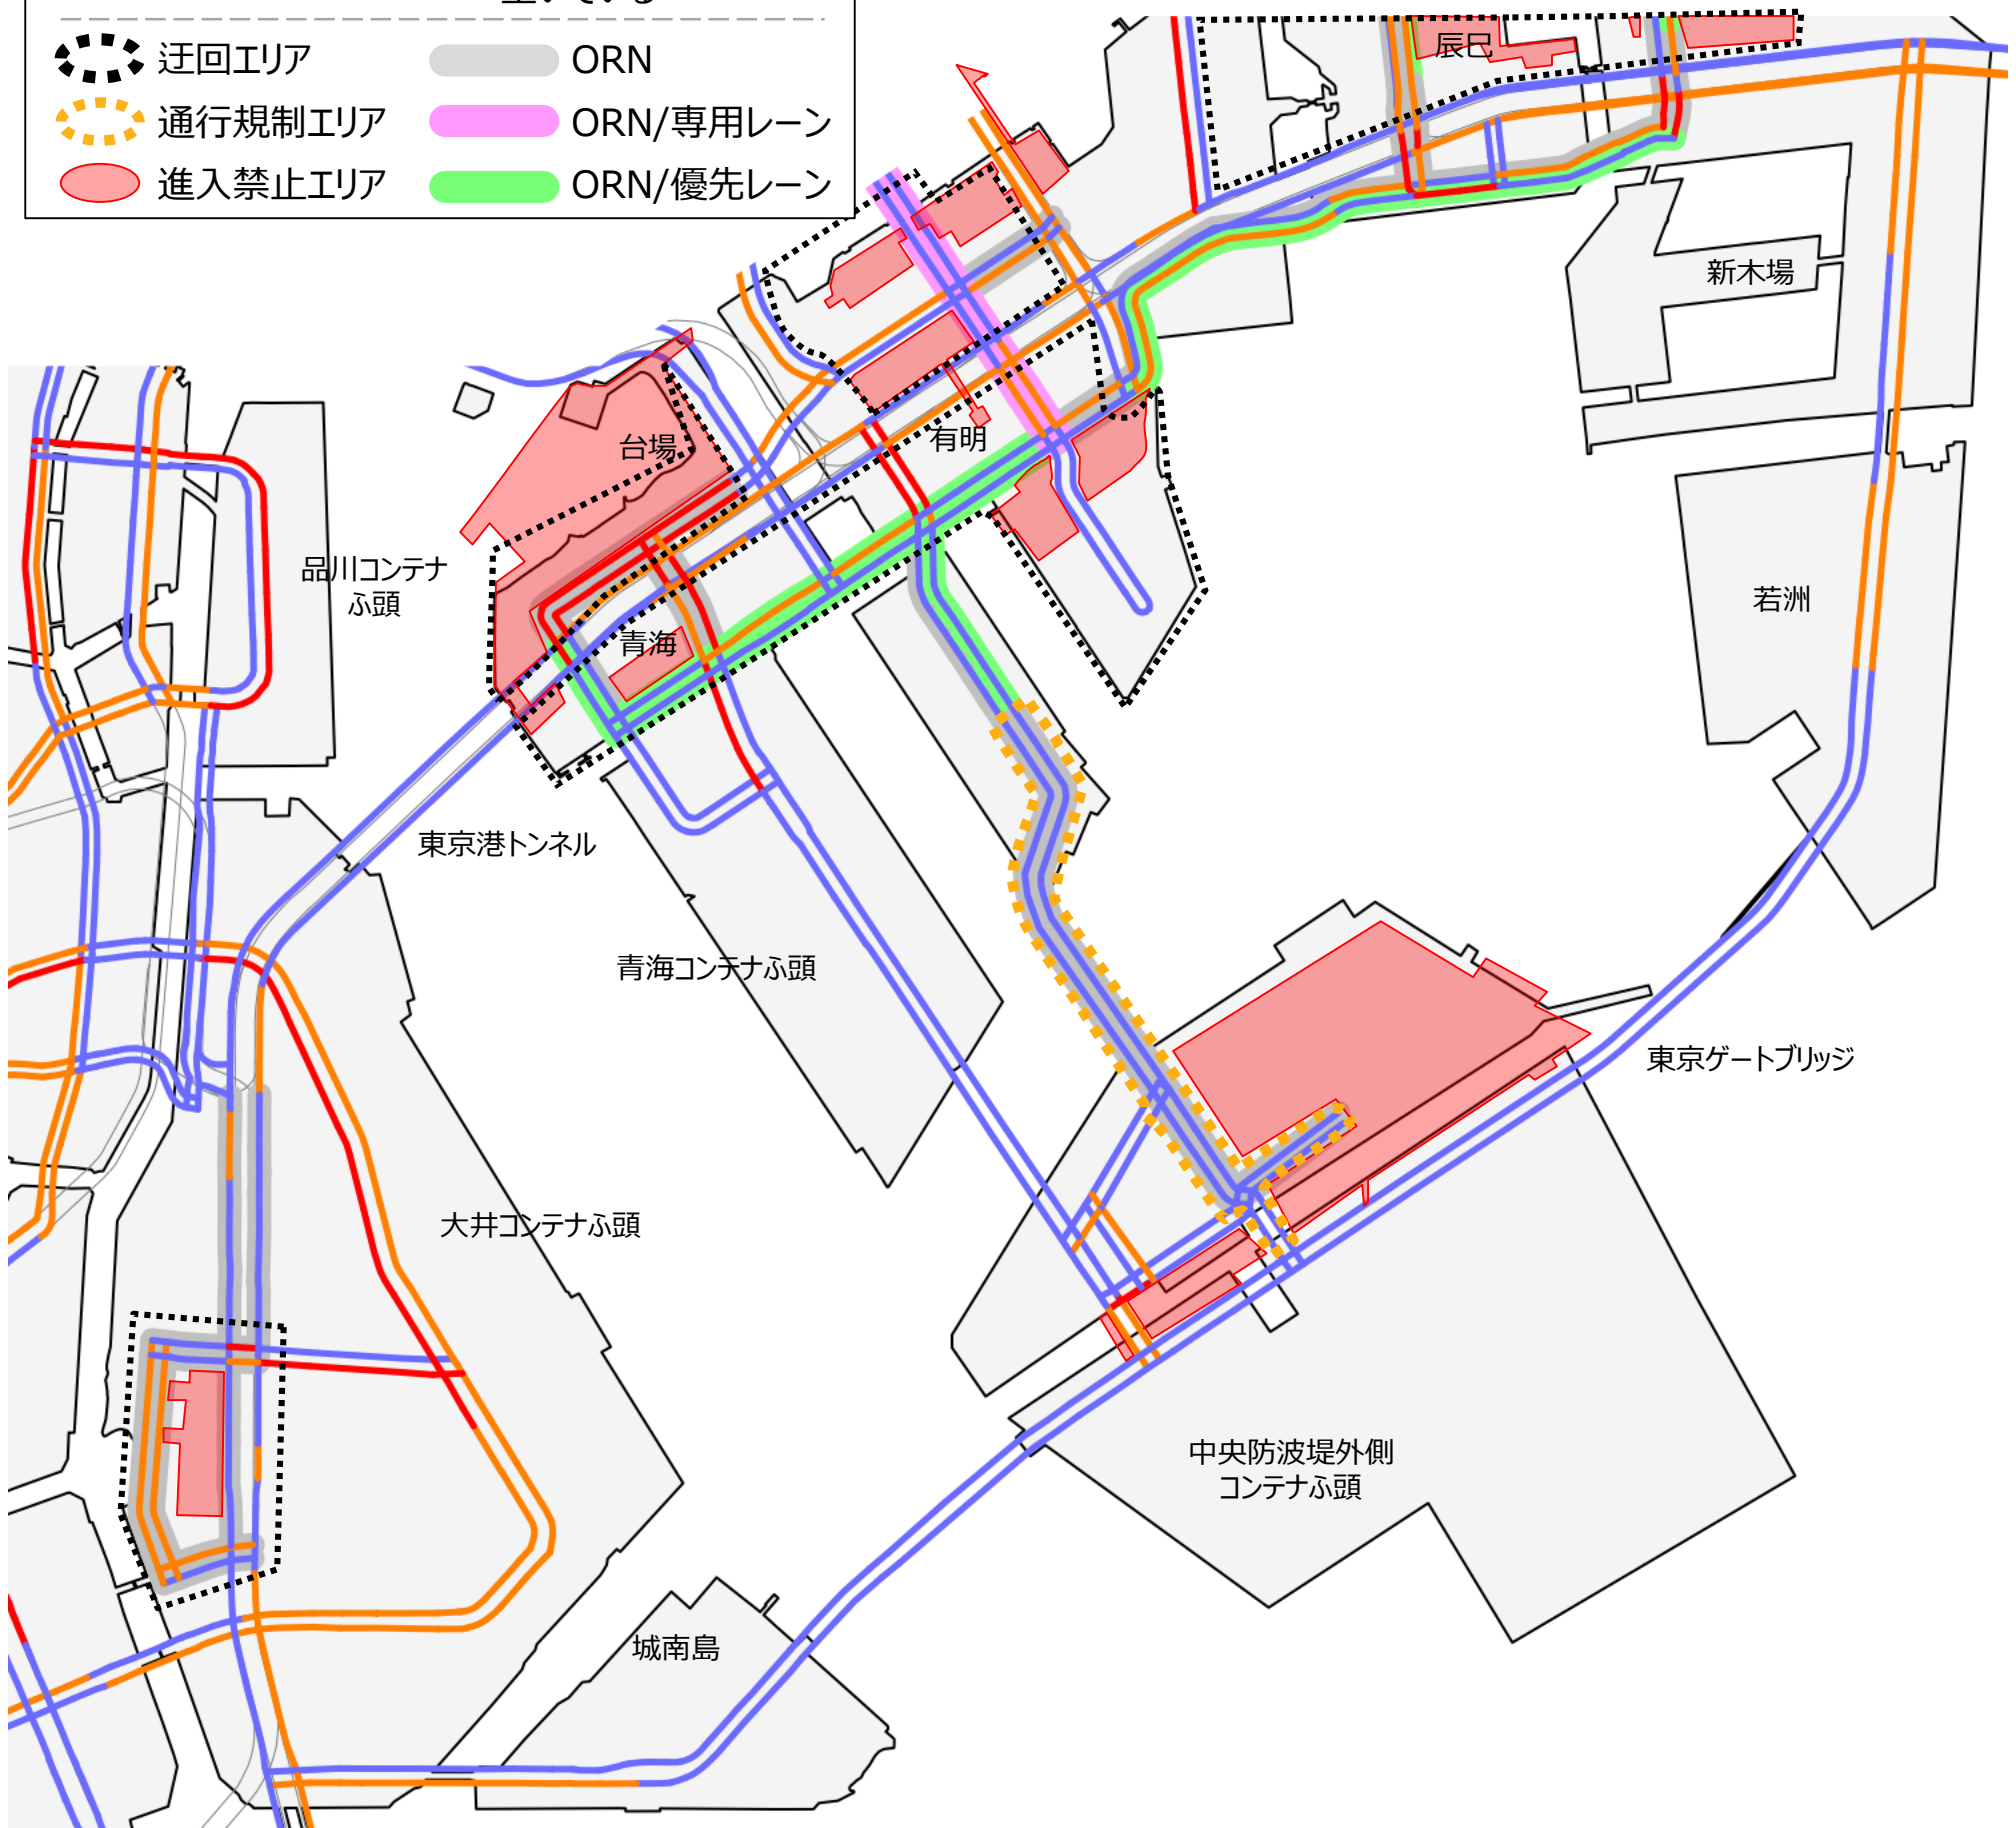 空いている
迂回エリア
ORN
通行規制エリア
ORN/専用レーン
進入禁止エリア
ORN/優先レーン
辰巳
新木場
台場
有明
品川コンテナ
ふ頭
青海
若洲
東京港トンネル
青海コンテナふ頭
東京ゲートブリッジ
大井コンテナふ頭
中央防波堤外側
コンテナふ頭
城南島